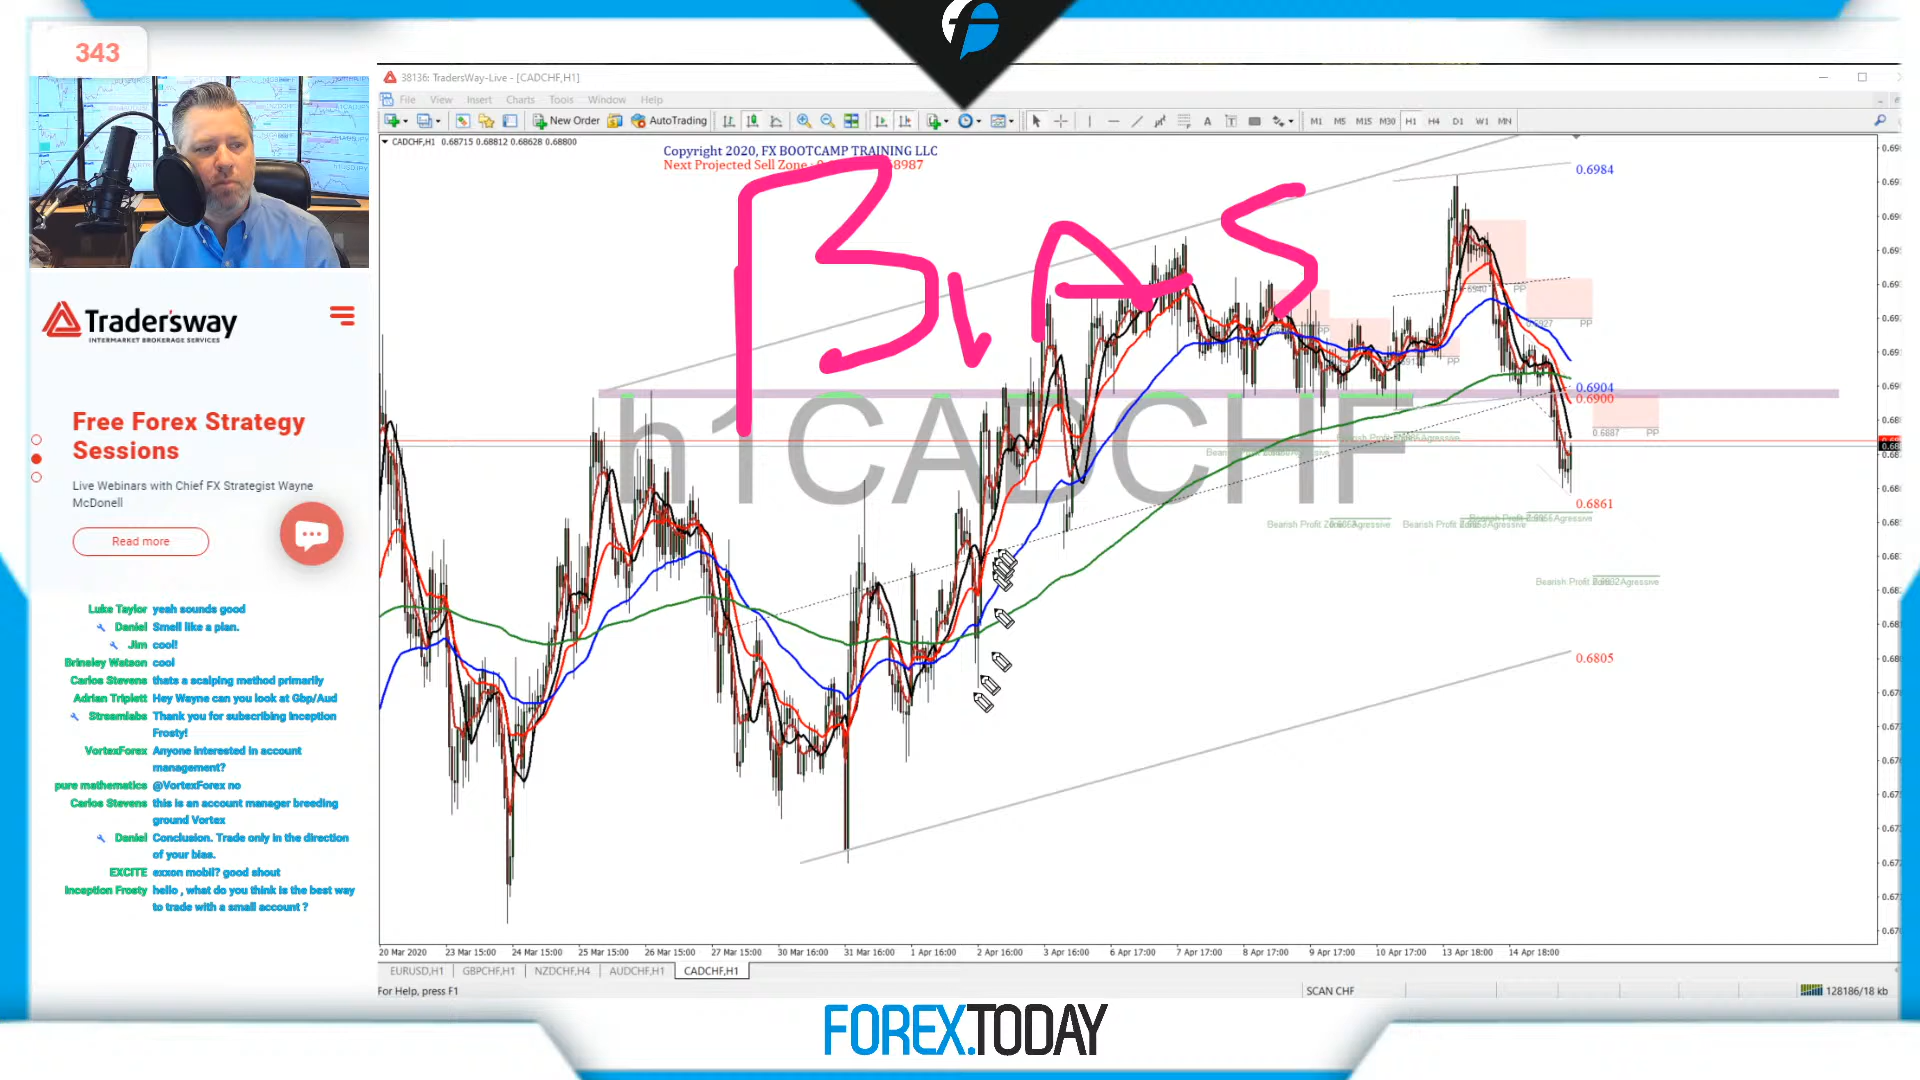 343
38136: TradersWay-Live - [CADCHF,H1]
File View Insert Charts Tools Window Help
New Order AutoTrading M1 M5 M15 M30 H1 H4 D1 W1 MN
CADCHF,H1 0.68715 0.68812 0.68628 0.68800
Copyright 2020, FX BOOTCAMP TRAINING LLC
Next Projected Sell Zone
BIAS
h1CADCHF
0.6984
PP
0.6927 PP
PP
PP
0.6904
0.6900
0.6887 PP
0.6861
0.6805
Tradersway
INTERMARKET BROKERAGE SERVICES
Free Forex Strategy
Sessions
Live Webinars with Chief FX Strategist Wayne
McDonell
Read more
Luke Taylor yeah sounds good
Daniel Smell like a plan.
Jim cool!
Brinsley Watson cool
Carlos Stevens thats a scalping method primarily
Adrian Triplett Hey Wayne can you look at Gbp/Aud
Streamlabs Thank you for subscribing Inception
Frosty!
VortexForex Anyone interested in account
management?
pure mathematics @VortexForex no
Carlos Stevens this is an account manager breeding
ground Vortex
Daniel Conclusion. Trade only in the direction
of your bias.
EXCITE exxon mobil? good shout
Inception Frosty hello , what do you think is the best way
to trade with a small account ?
20 Mar 2020 23 Mar 15:00 24 Mar 15:00 25 Mar 15:00 26 Mar 15:00 27 Mar 15:00 30 Mar 16:00 31 Mar 16:00 1 Apr 16:00 2 Apr 16:00 3 Apr 16:00 6 Apr 17:00 7 Apr 17:00 8 Apr 17:00 9 Apr 17:00 10 Apr 17:00 13 Apr 18:00 14 Apr 18:00
EURUSD,H1 GBPCHF,H1 NZDCHF,H4 AUDCHF,H1 CADCHF,H1
For Help, press F1 SCAN CHF 128186/18 kb
FOREX.TODAY